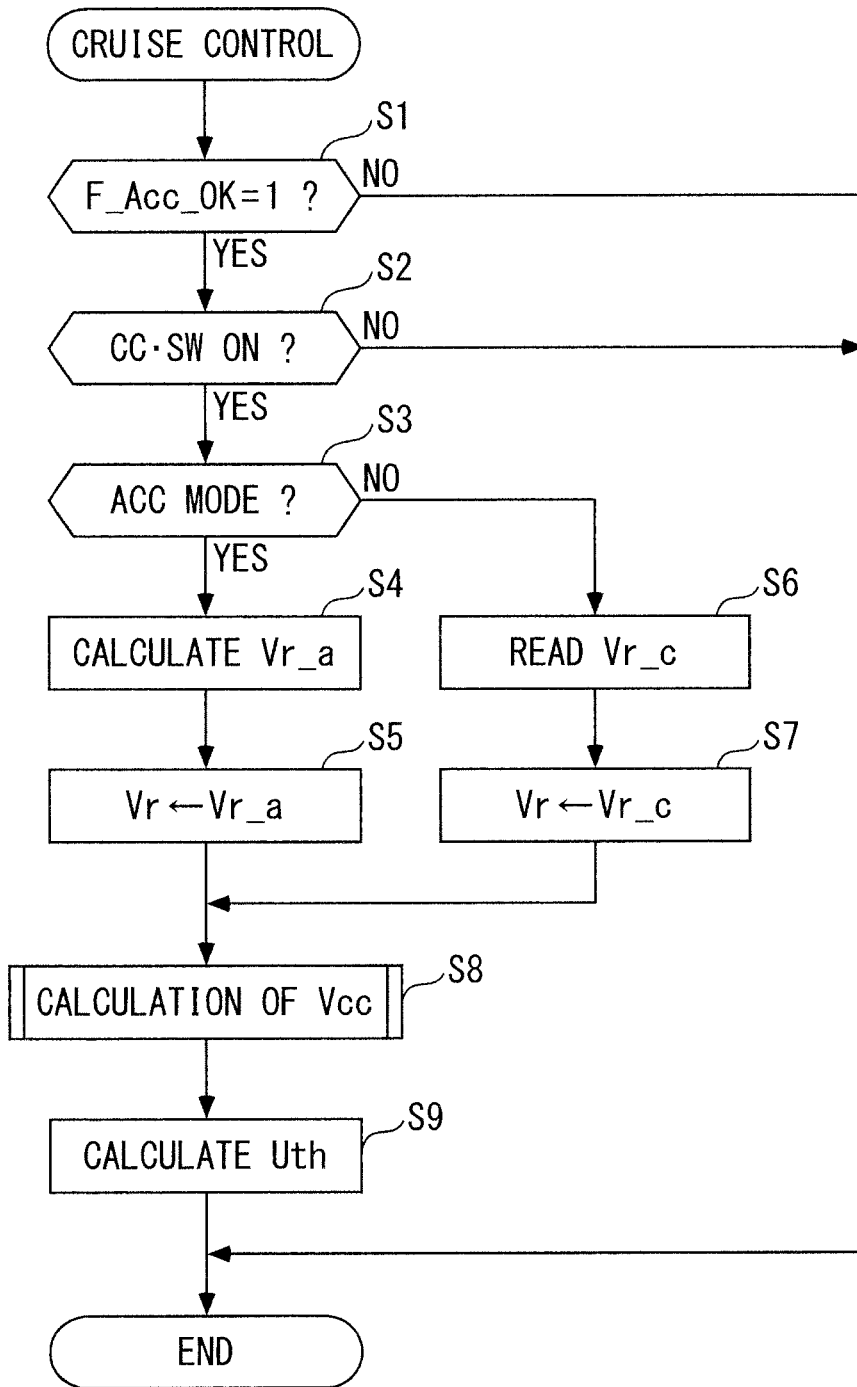 CRUISE CONTROL
S1
F_Acc_OK=1 ?
NO
YES
S2
CC·SW ON ?
NO
YES
S3
ACC MODE ?
NO
YES
S4
CALCULATE Vr_a
S6
READ Vr_c
S5
Vr←Vr_a
S7
Vr←Vr_c
S8
CALCULATION OF Vcc
S9
CALCULATE Uth
END